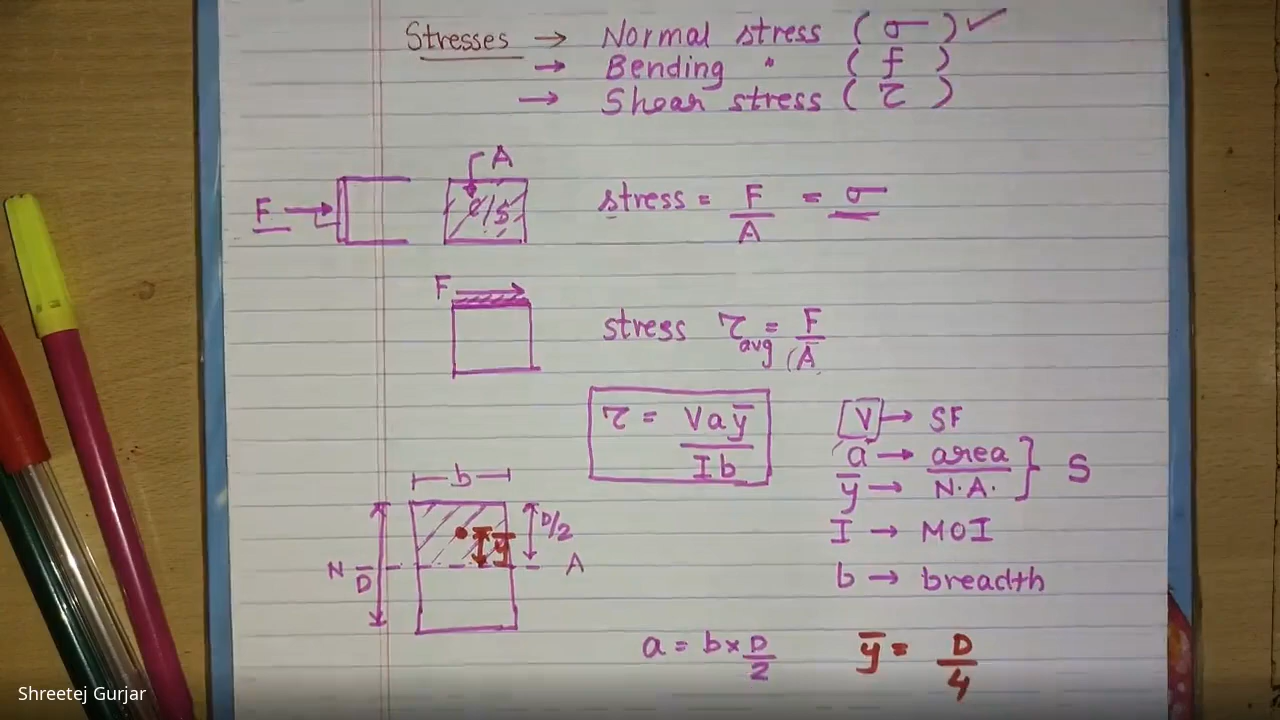 Stresses → Normal stress ( σ ) ✓
→ Bending " ( f )
→ Shear stress ( τ )
A
F
c/s
stress = F/A = σ
F
stress τavg = F/A
τ = Vaȳ/Ib
V → SF
a → area
ȳ → N.A.
} S
I → MOI
b → breadth
b
D/2
ȳ
N
D
A
a = b × D/2
ȳ = D/4
Shreetej Gurjar